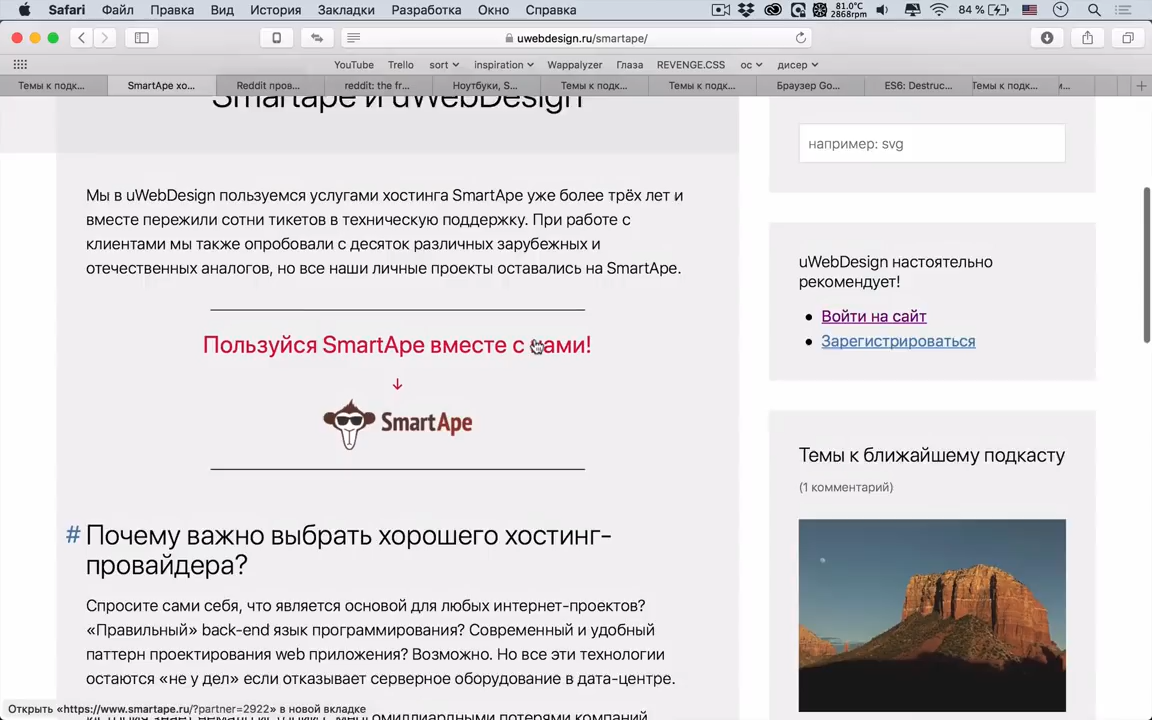 Safari Файл Правка Вид История Закладки Разработка Окно Справка
81.0°C
2868rpm
84 %
uwebdesign.ru/smartape/
YouTube Trello sort inspiration Wappalyzer Глаза REVENGE.CSS ос дисер
Темы к подк... SmartApe хо... Reddit пров... reddit: the fr... Ноутбуки, S... Темы к подк... Темы к подк... Браузер Go... ES6: Destruc... Темы к подк...
Smartape и uWebDesign
Мы в uWebDesign пользуемся услугами хостинга SmartApe уже более трёх лет и
вместе пережили сотни тикетов в техническую поддержку. При работе с
клиентами мы также опробовали с десяток различных зарубежных и
отечественных аналогов, но все наши личные проекты оставались на SmartApe.
Пользуйся SmartApe вместе с нами!
↓
SmartApe
# Почему важно выбрать хорошего хостинг-
провайдера?
Спросите сами себя, что является основой для любых интернет-проектов?
«Правильный» back-end язык программирования? Современный и удобный
паттерн проектирования web приложения? Возможно. Но все эти технологии
остаются «не у дел» если отказывает серверное оборудование в дата-центре.
многомиллиардными потерями компаний
Открыть «https://www.smartape.ru/?partner=2922» в новой вкладке
например: svg
uWebDesign настоятельно
рекомендует!
Войти на сайт
Зарегистрироваться
Темы к ближайшему подкасту
(1 комментарий)